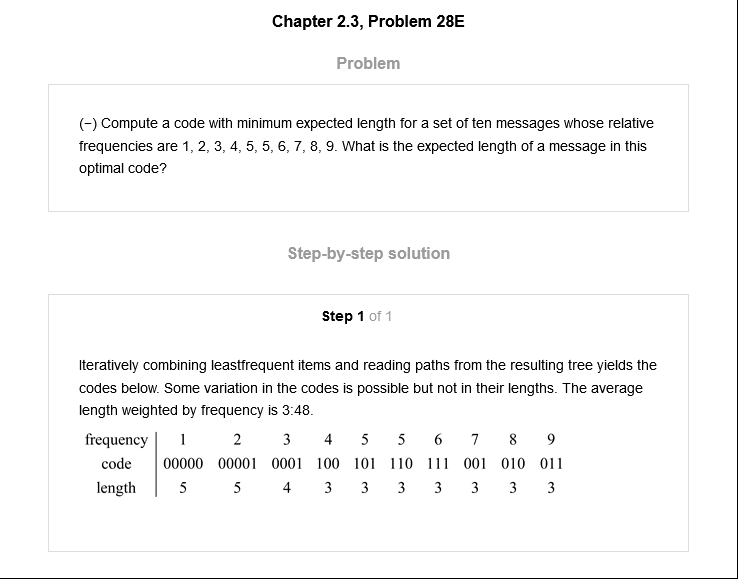 Chapter 2.3, Problem 28E
Problem
(−) Compute a code with minimum expected length for a set of ten messages whose relative
frequencies are 1, 2, 3, 4, 5, 5, 6, 7, 8, 9. What is the expected length of a message in this
optimal code?
Step-by-step solution
Step 1 of 1
Iteratively combining leastfrequent items and reading paths from the resulting tree yields the
codes below. Some variation in the codes is possible but not in their lengths. The average
length weighted by frequency is 3:48.
frequency 1 2 3 4 5 5 6 7 8 9
code 00000 00001 0001 100 101 110 111 001 010 011
length 5 5 4 3 3 3 3 3 3 3